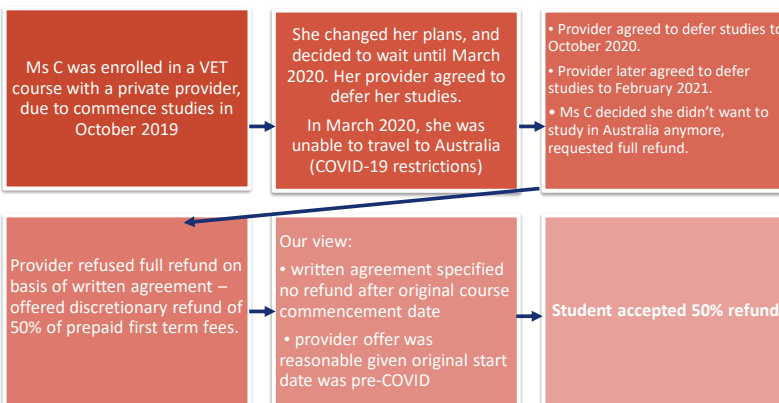 Ms C was enrolled in a VET
course with a private provider,
due to commence studies in
October 2019
She changed her plans, and
decided to wait until March
2020. Her provider agreed to
defer her studies.
In March 2020, she was
unable to travel to Australia
(COVID-19 restrictions)
• Provider agreed to defer studies to
October 2020.
• Provider later agreed to defer
studies to February 2021.
• Ms C decided she didn't want to
study in Australia anymore,
requested full refund.
Provider refused full refund on
basis of written agreement –
offered discretionary refund of
50% of prepaid first term fees.
Our view:
• written agreement specified
no refund after original course
commencement date
• provider offer was
reasonable given original start
date was pre-COVID
Student accepted 50% refund